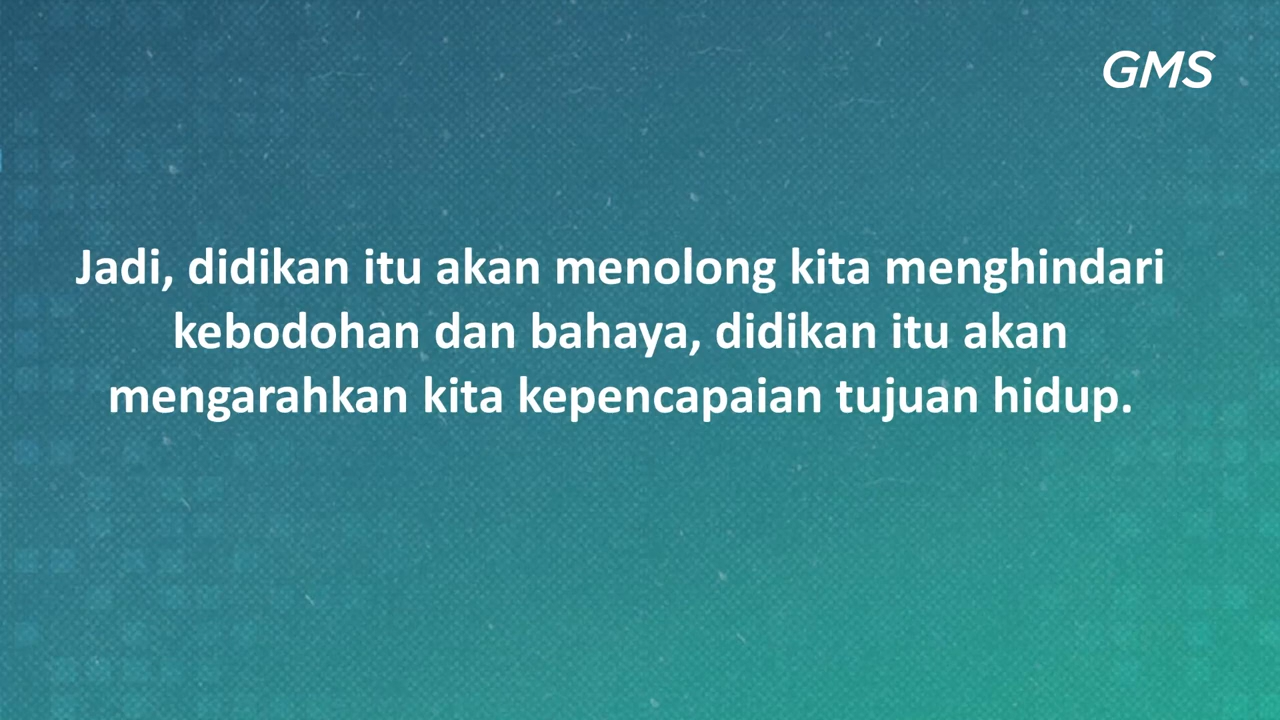 GMS
Jadi, didikan itu akan menolong kita menghindari
kebodohan dan bahaya, didikan itu akan
mengarahkan kita kepencapaian tujuan hidup.